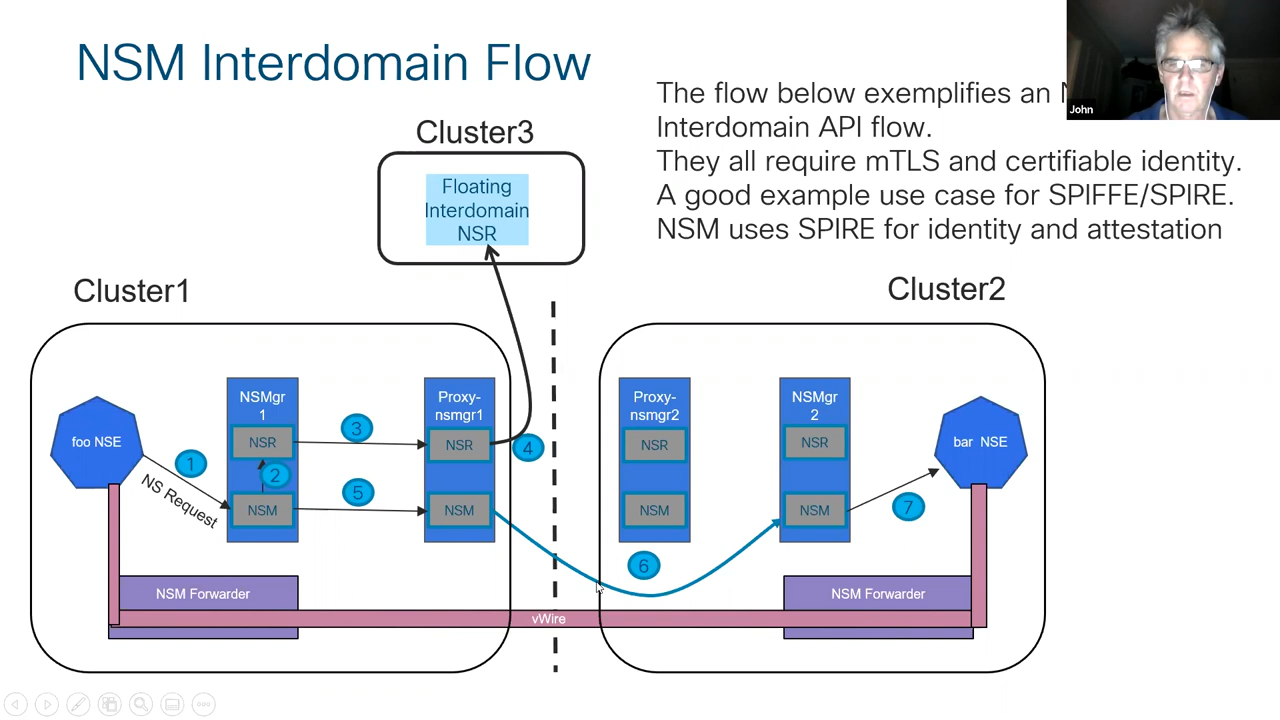 NSM Interdomain Flow
The flow below exemplifies an
Interdomain API flow.
They all require mTLS and certifiable identity.
A good example use case for SPIFFE/SPIRE.
NSM uses SPIRE for identity and attestation
John
Cluster3
Floating
Interdomain
NSR
Cluster1
Cluster2
foo NSE
NSMgr
1
NSR
NSM
Proxy-
nsmgr1
NSR
NSM
Proxy-
nsmgr2
NSR
NSM
NSMgr
2
NSR
NSM
bar NSE
1
2
3
4
5
6
7
NS Request
NSM Forwarder
NSM Forwarder
vWire